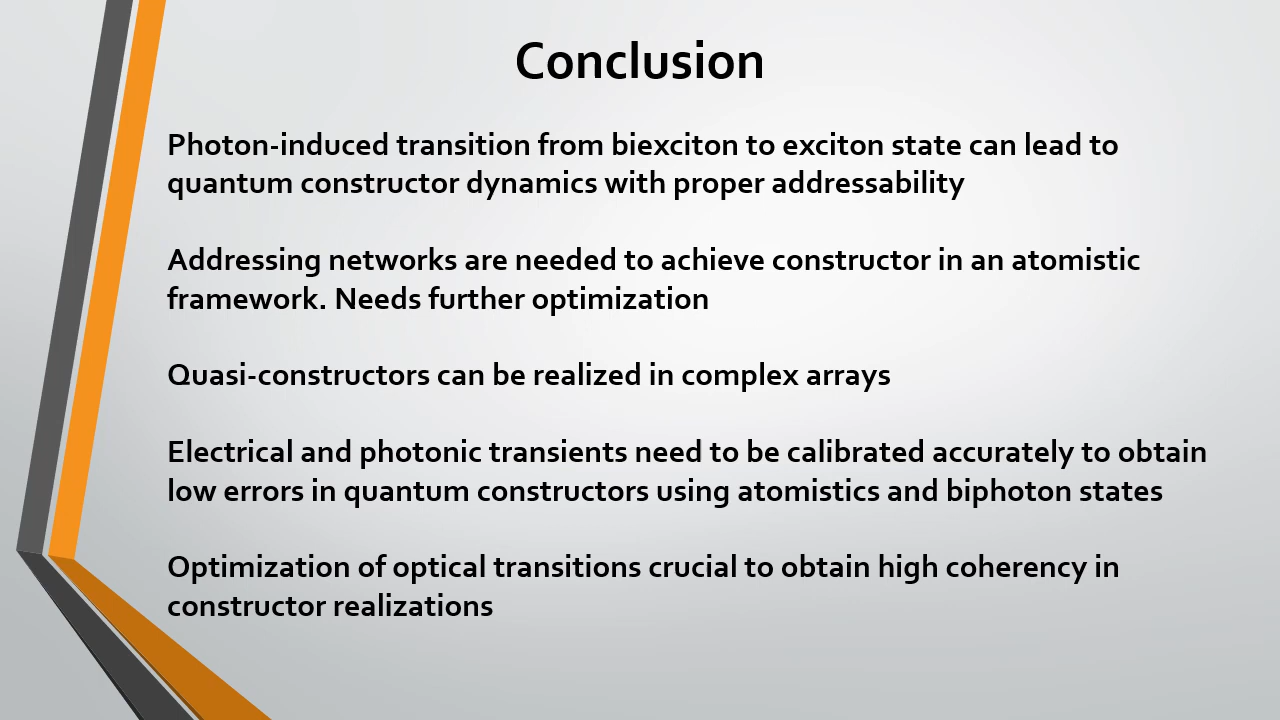 Conclusion
Photon-induced transition from biexciton to exciton state can lead to
quantum constructor dynamics with proper addressability
Addressing networks are needed to achieve constructor in an atomistic
framework. Needs further optimization
Quasi-constructors can be realized in complex arrays
Electrical and photonic transients need to be calibrated accurately to obtain
low errors in quantum constructors using atomistics and biphoton states
Optimization of optical transitions crucial to obtain high coherency in
constructor realizations